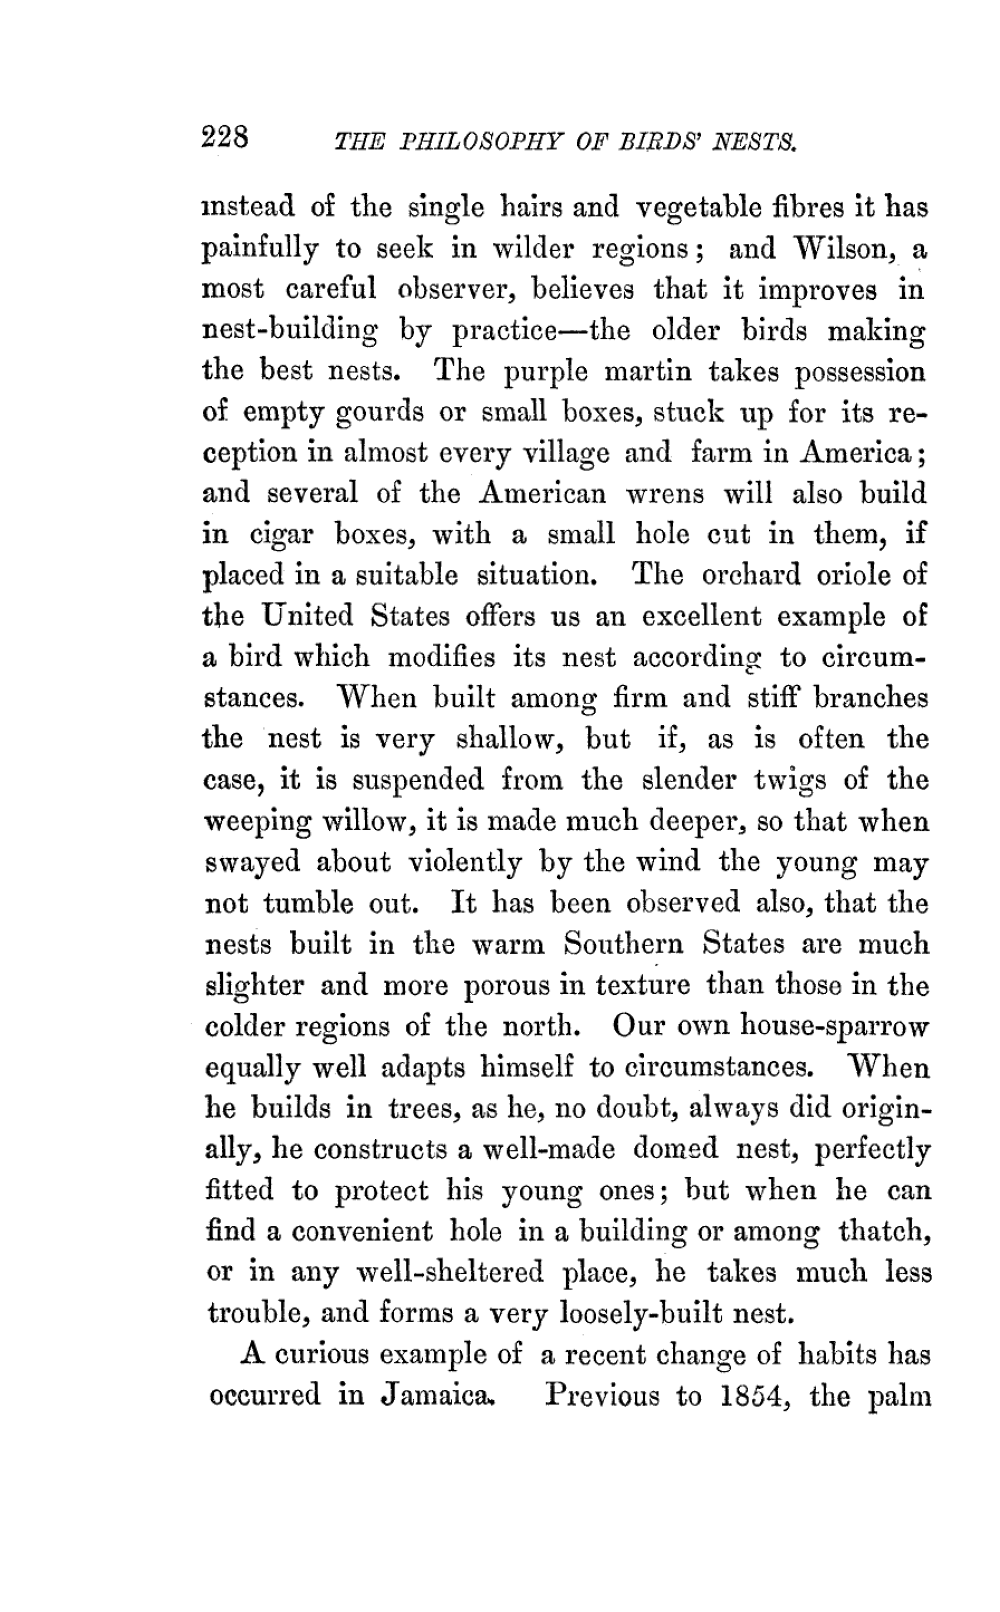 228 THE PHILOSOPHY OF BIRDS' NESTS.
instead of the single hairs and vegetable fibres it has
painfully to seek in wilder regions; and Wilson, a
most careful observer, believes that it improves in
nest-building by practice—the older birds making
the best nests. The purple martin takes possession
of empty gourds or small boxes, stuck up for its re-
ception in almost every village and farm in America;
and several of the American wrens will also build
in cigar boxes, with a small hole cut in them, if
placed in a suitable situation. The orchard oriole of
the United States offers us an excellent example of
a bird which modifies its nest according to circum-
stances. When built among firm and stiff branches
the nest is very shallow, but if, as is often the
case, it is suspended from the slender twigs of the
weeping willow, it is made much deeper, so that when
swayed about violently by the wind the young may
not tumble out. It has been observed also, that the
nests built in the warm Southern States are much
slighter and more porous in texture than those in the
colder regions of the north. Our own house-sparrow
equally well adapts himself to circumstances. When
he builds in trees, as he, no doubt, always did origin-
ally, he constructs a well-made domed nest, perfectly
fitted to protect his young ones; but when he can
find a convenient hole in a building or among thatch,
or in any well-sheltered place, he takes much less
trouble, and forms a very loosely-built nest.
A curious example of a recent change of habits has
occurred in Jamaica. Previous to 1854, the palm